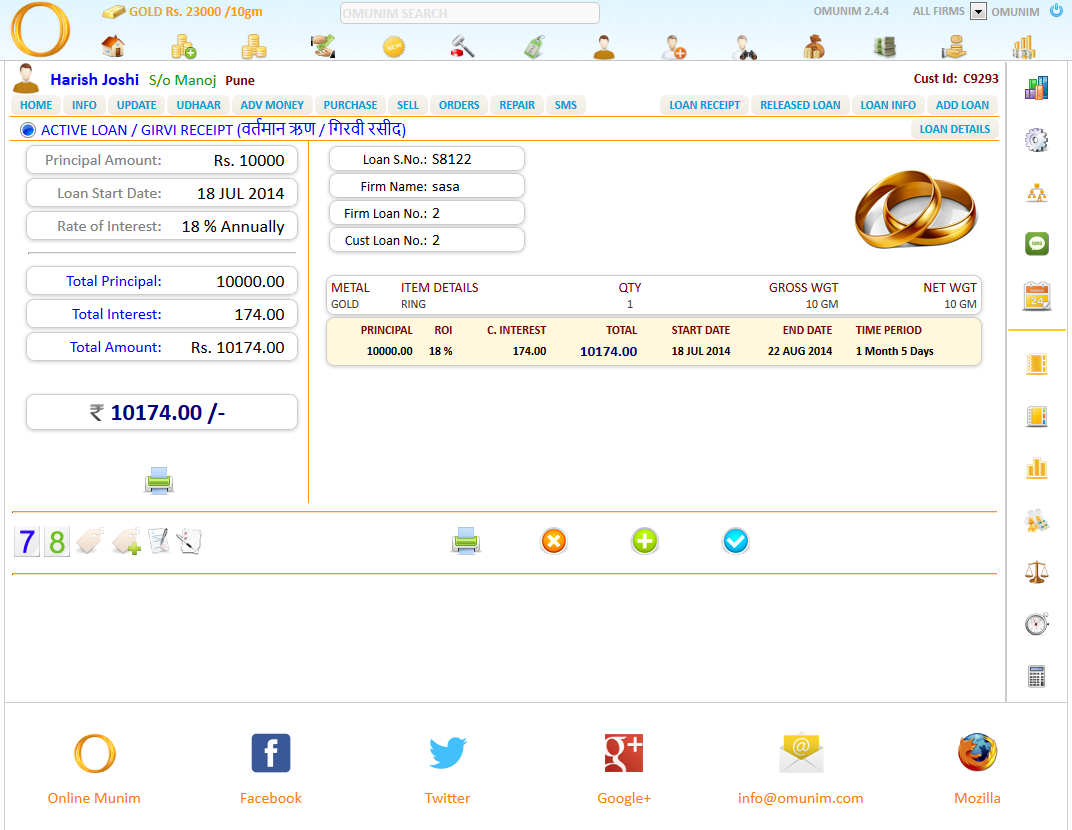 GOLD Rs. 23000 /10gm
OMUNIM SEARCH
OMUNIM 2.4.4 ALL FIRMS OMUNIM
NEW
Harish Joshi S/o Manoj Pune
Cust Id: C9293
HOME INFO UPDATE UDHAAR ADV MONEY PURCHASE SELL ORDERS REPAIR SMS LOAN RECEIPT RELEASED LOAN LOAN INFO ADD LOAN
ACTIVE LOAN / GIRVI RECEIPT (वर्तमान ऋण / गिरवी रसीद)
LOAN DETAILS
Principal Amount: Rs. 10000
Loan Start Date: 18 JUL 2014
Rate of Interest: 18 % Annually
Total Principal: 10000.00
Total Interest: 174.00
Total Amount: Rs. 10174.00
₹ 10174.00 /-
Loan S.No.: S8122
Firm Name: sasa
Firm Loan No.: 2
Cust Loan No.: 2
METAL ITEM DETAILS QTY GROSS WGT NET WGT
GOLD RING 1 10 GM 10 GM
PRINCIPAL ROI C. INTEREST TOTAL START DATE END DATE TIME PERIOD
10000.00 18 % 174.00 10174.00 18 JUL 2014 22 AUG 2014 1 Month 5 Days
SMS
24
7 8
Online Munim
Facebook
Twitter
Google+
info@omunim.com
Mozilla